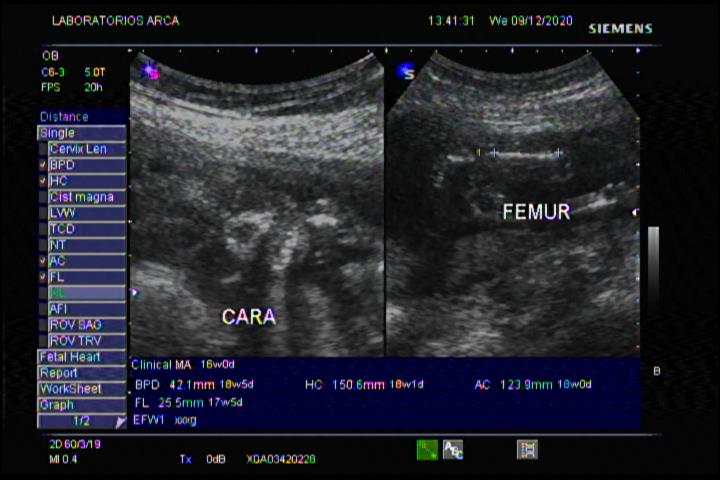 LABORATORIOS ARCA 13:41:31 We 09/12/2020 SIEMENS
OB
C6-3 5.0T
FPS 20h
Distance
Single
Cervix Len
BPD
HC
Cist magna
LVW
TCD
NT
AC
FL
AFI
ROV SAG
ROV TRV
Fetal Heart
Report
WorkSheet
Graph
1/2
S
S
1
FEMUR
CARA
B
Clinical MA 18w0d
BPD 42.1mm 18w5d HC 150.6mm 18w1d AC 123.9mm 18w0d
FL 25.5mm 17w5d
EFW1
2D 60/3/19
MI 0.4 Tx 0dB X0A03420228
ABC